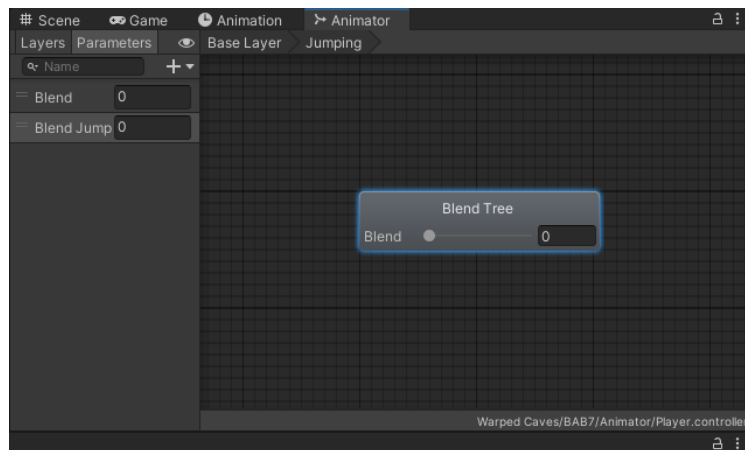 Scene Game Animation Animator
Layers Parameters Base Layer Jumping
Name
Blend 0
Blend Jump 0
Blend Tree
Blend 0
Warped Caves/BAB7/Animator/Player.controlle